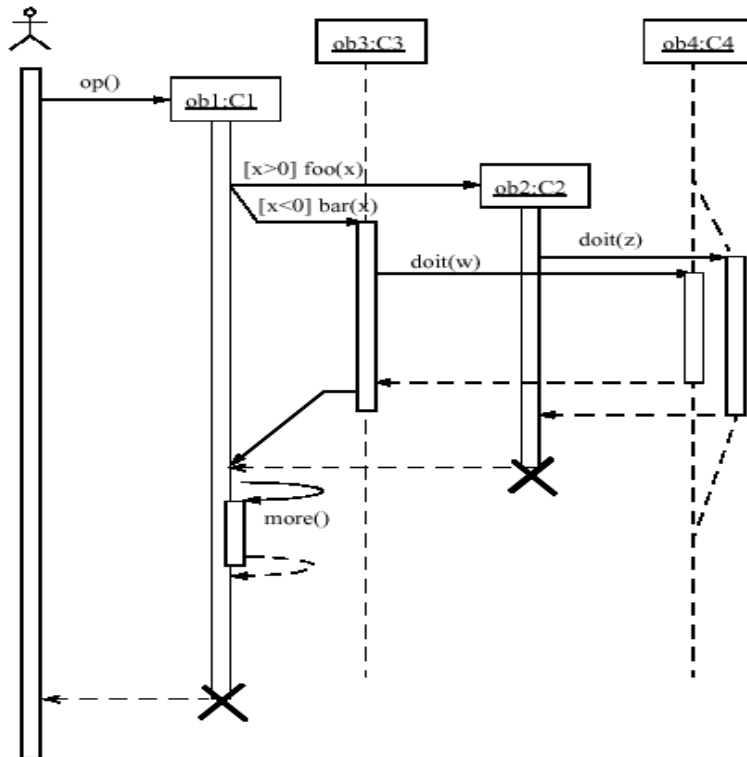 ob3:C3
ob4:C4
op()
ob1:C1
[x>0] foo(x)
ob2:C2
[x<0] bar(x)
doit(z)
doit(w)
more()